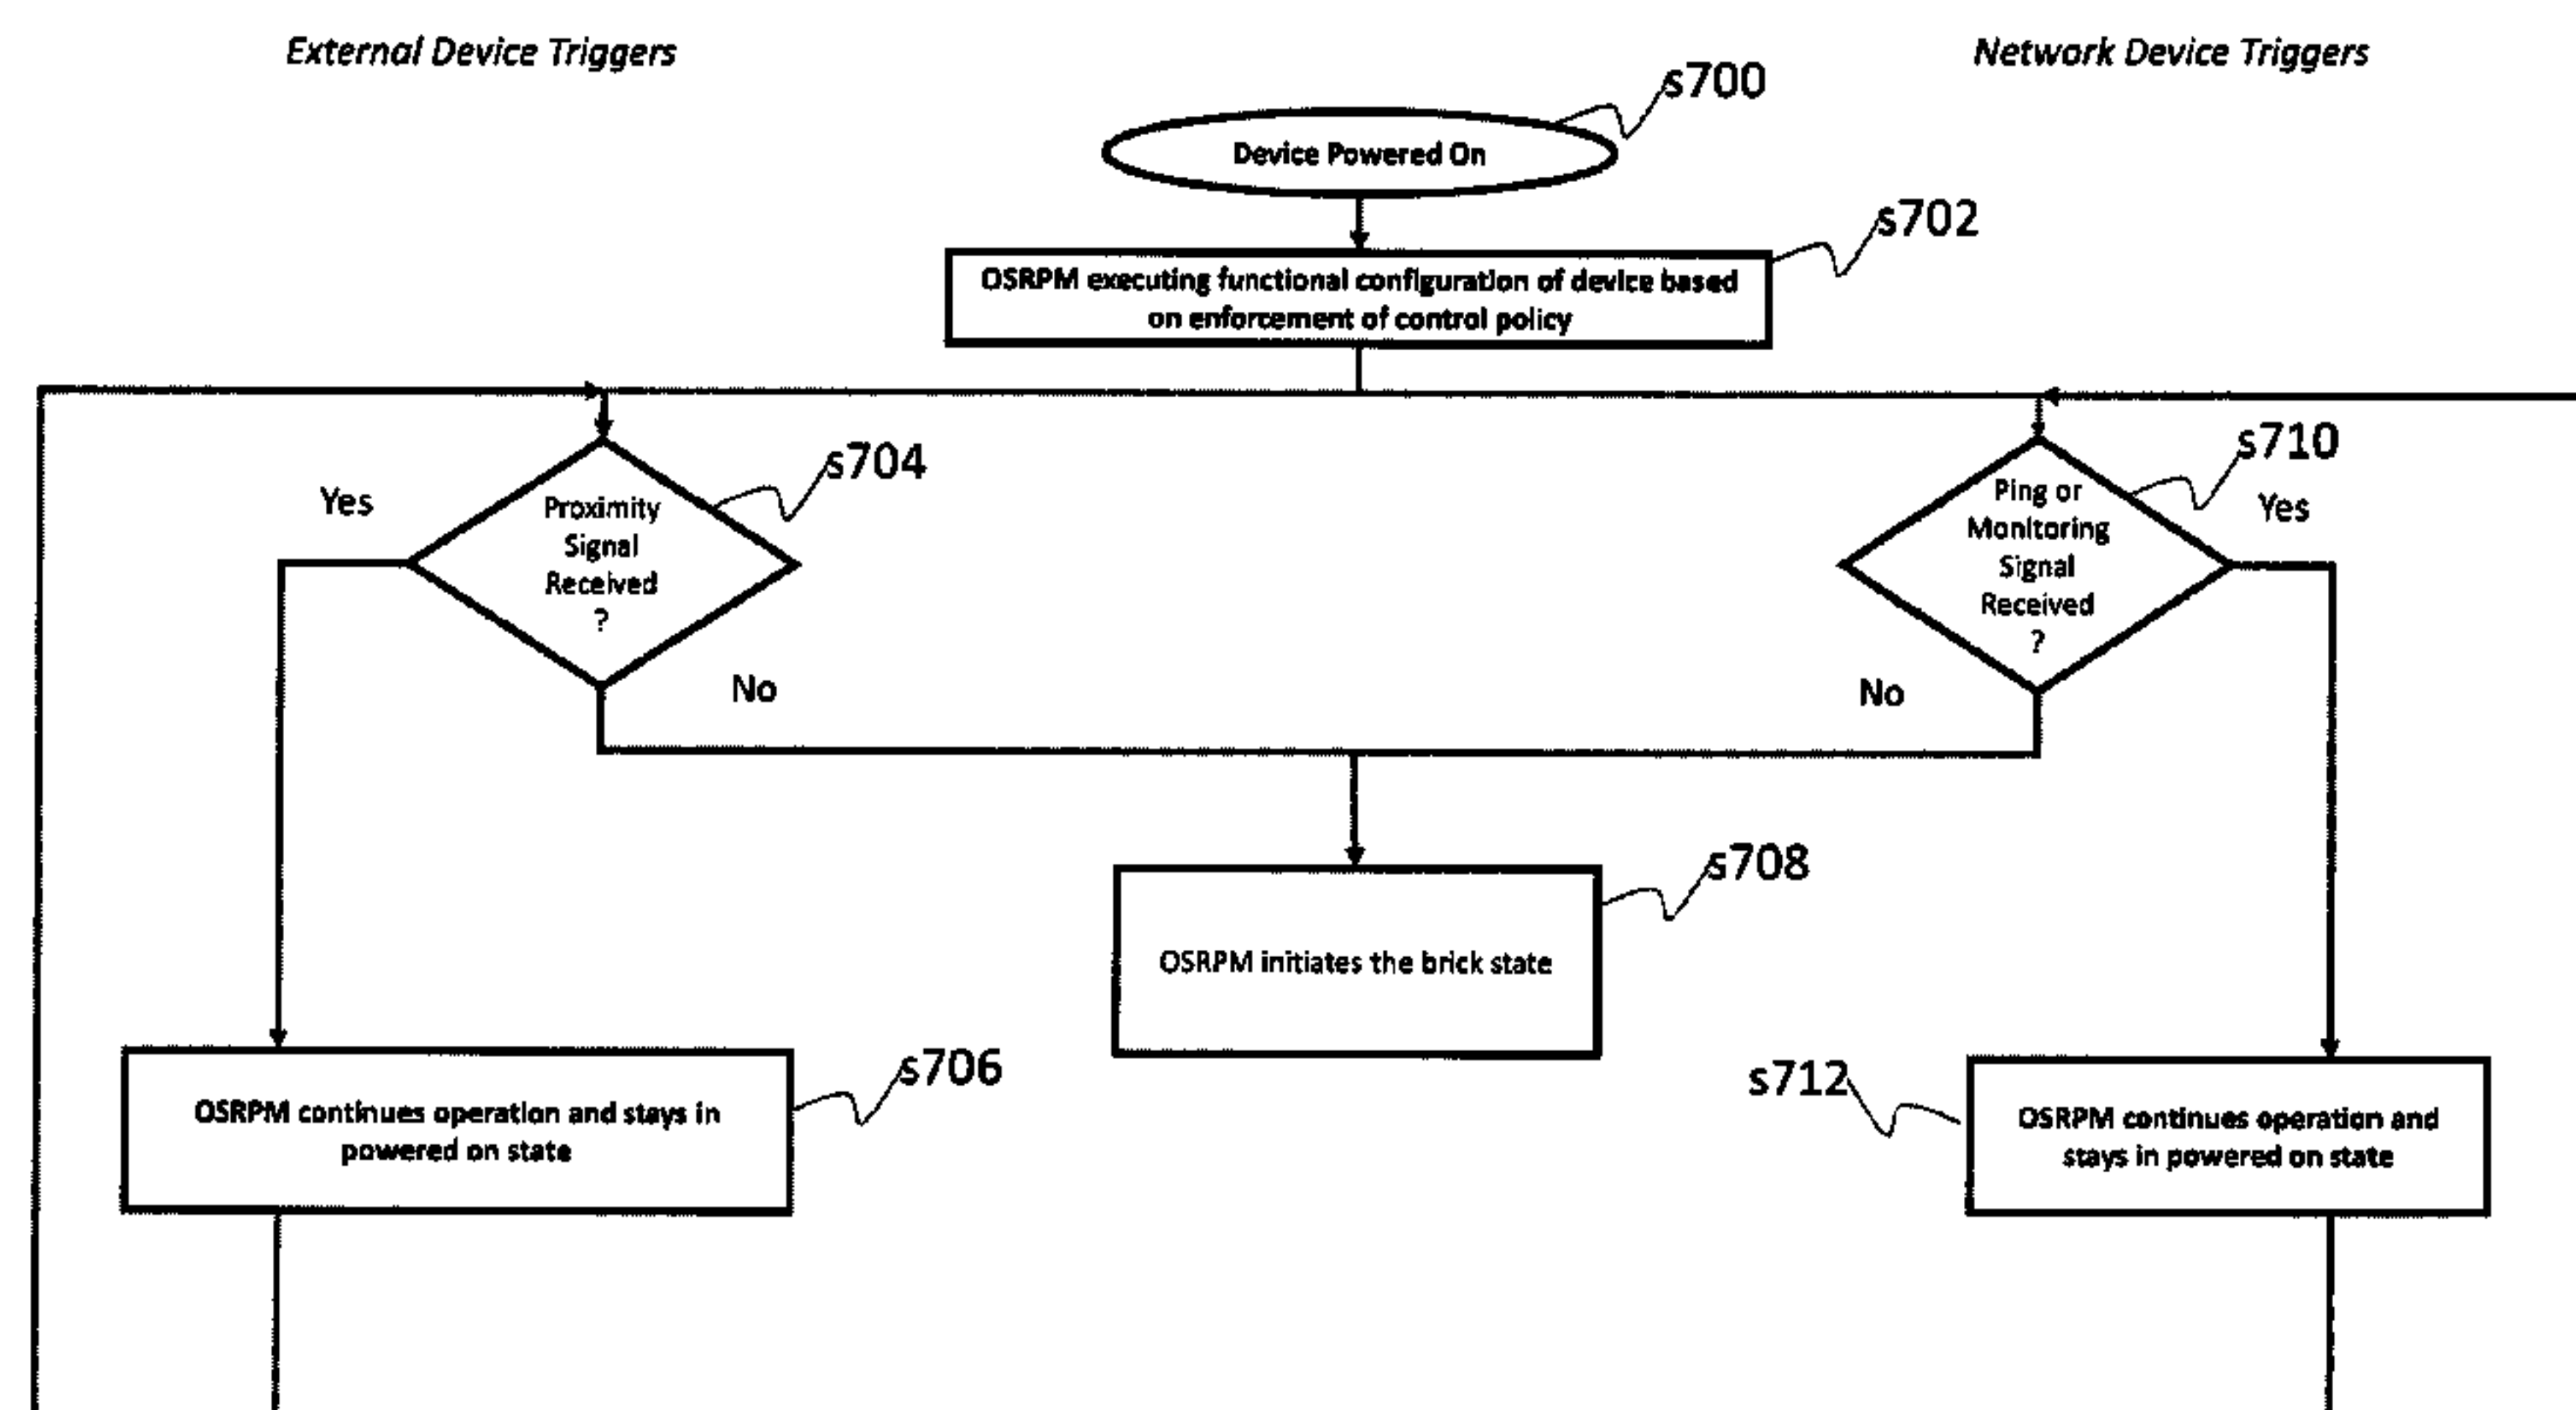 External Device Triggers
Network Device Triggers
s700
Device Powered On
s702
OSRPM executing functional configuration of device based
on enforcement of control policy
s704
Yes
Proximity
Signal
Received
?
No
s710
Yes
Ping or
Monitoring
Signal
Received
?
No
s708
OSRPM initiates the brick state
s706
OSRPM continues operation and stays in
powered on state
s712
OSRPM continues operation and
stays in powered on state